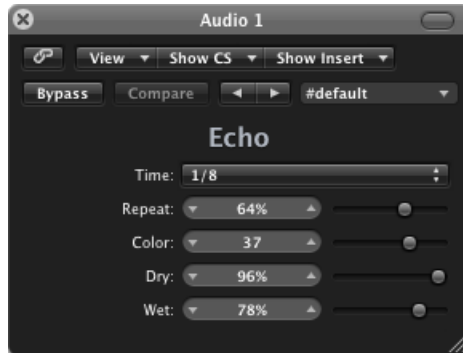 Audio 1
View Show CS Show Insert
Bypass Compare #default
Echo
Time: 1/8
Repeat: 64%
Color: 37
Dry: 96%
Wet: 78%